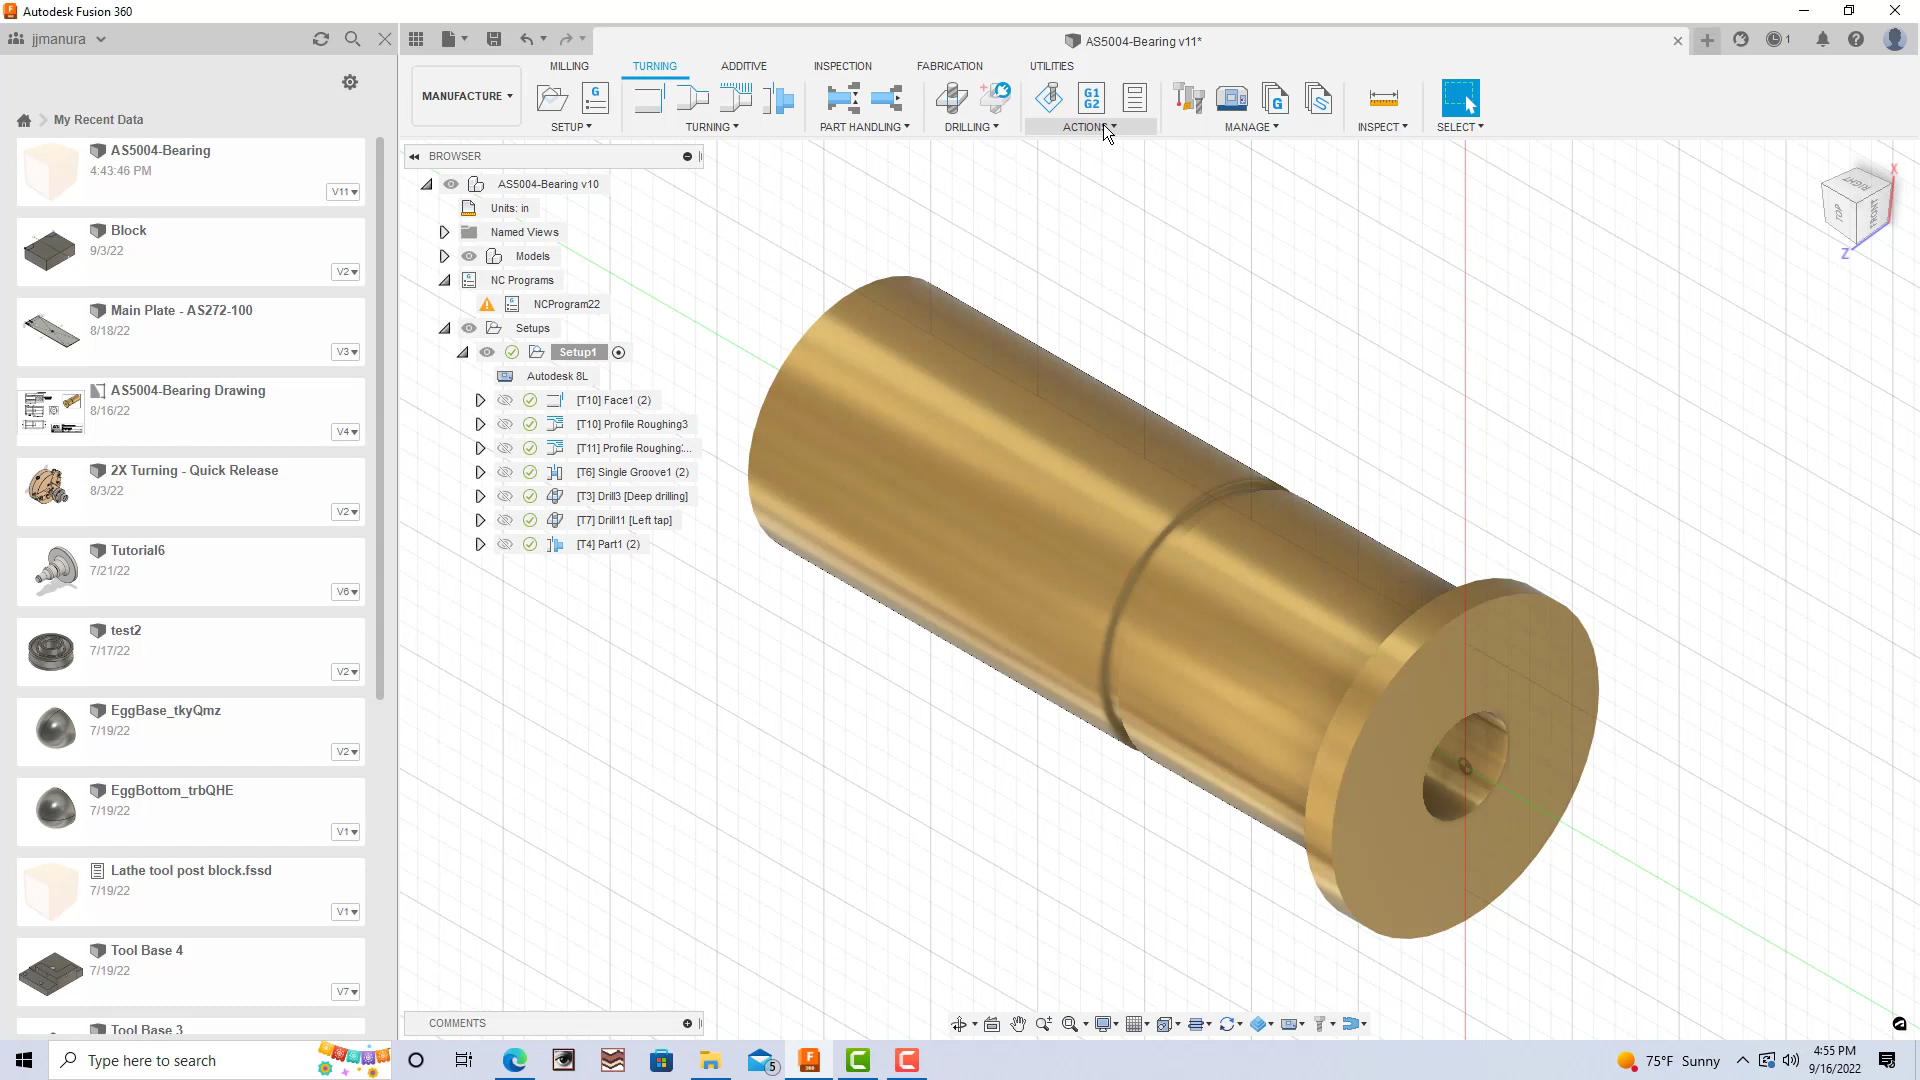 Autodesk Fusion 360
jjmanura
AS5004-Bearing v11*
1
MANUFACTURE
MILLING
TURNING
ADDITIVE
INSPECTION
FABRICATION
UTILITIES
SETUP
TURNING
PART HANDLING
DRILLING
ACTIONS
MANAGE
INSPECT
SELECT
G1
G2
My Recent Data
AS5004-Bearing
4:43:46 PM
V11
Block
9/3/22
V2
Main Plate - AS272-100
8/18/22
V3
AS5004-Bearing Drawing
8/16/22
V4
2X Turning - Quick Release
8/3/22
V2
Tutorial6
7/21/22
V6
test2
7/17/22
V2
EggBase_tkyQmz
7/19/22
V2
EggBottom_trbQHE
7/19/22
V1
Lathe tool post block.fssd
7/19/22
V1
Tool Base 4
7/19/22
V7
Tool Base 3
BROWSER
AS5004-Bearing v10
Units: in
Named Views
Models
NC Programs
NCProgram22
Setups
Setup1
Autodesk 8L
[T10] Face1 (2)
[T10] Profile Roughing3
[T11] Profile Roughing:...
[T6] Single Groove1 (2)
[T3] Drill3 [Deep drilling]
[T7] Drill11 [Left tap]
[T4] Part1 (2)
RIGHT
TOP
FRONT
X
Z
COMMENTS
Type here to search
5
75°F Sunny
4:55 PM
9/16/2022